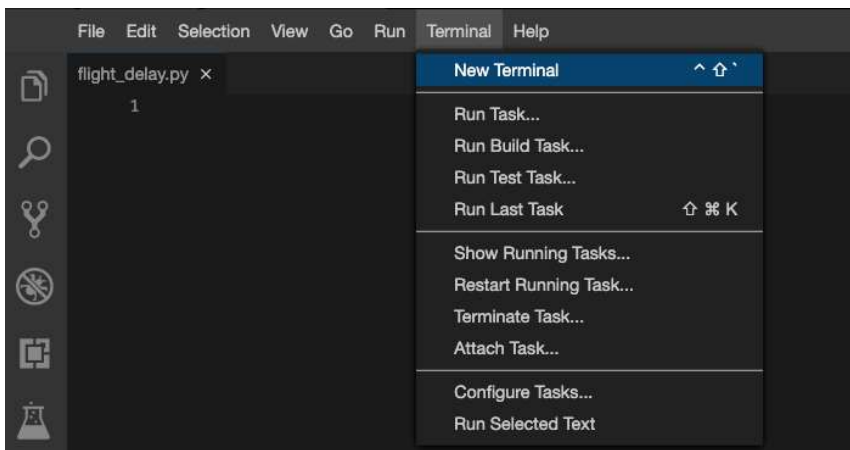 File Edit Selection View Go Run Terminal Help
flight_delay.py ×
1
New Terminal ^⇧`
Run Task...
Run Build Task...
Run Test Task...
Run Last Task ⇧⌘K
Show Running Tasks...
Restart Running Task...
Terminate Task...
Attach Task...
Configure Tasks...
Run Selected Text